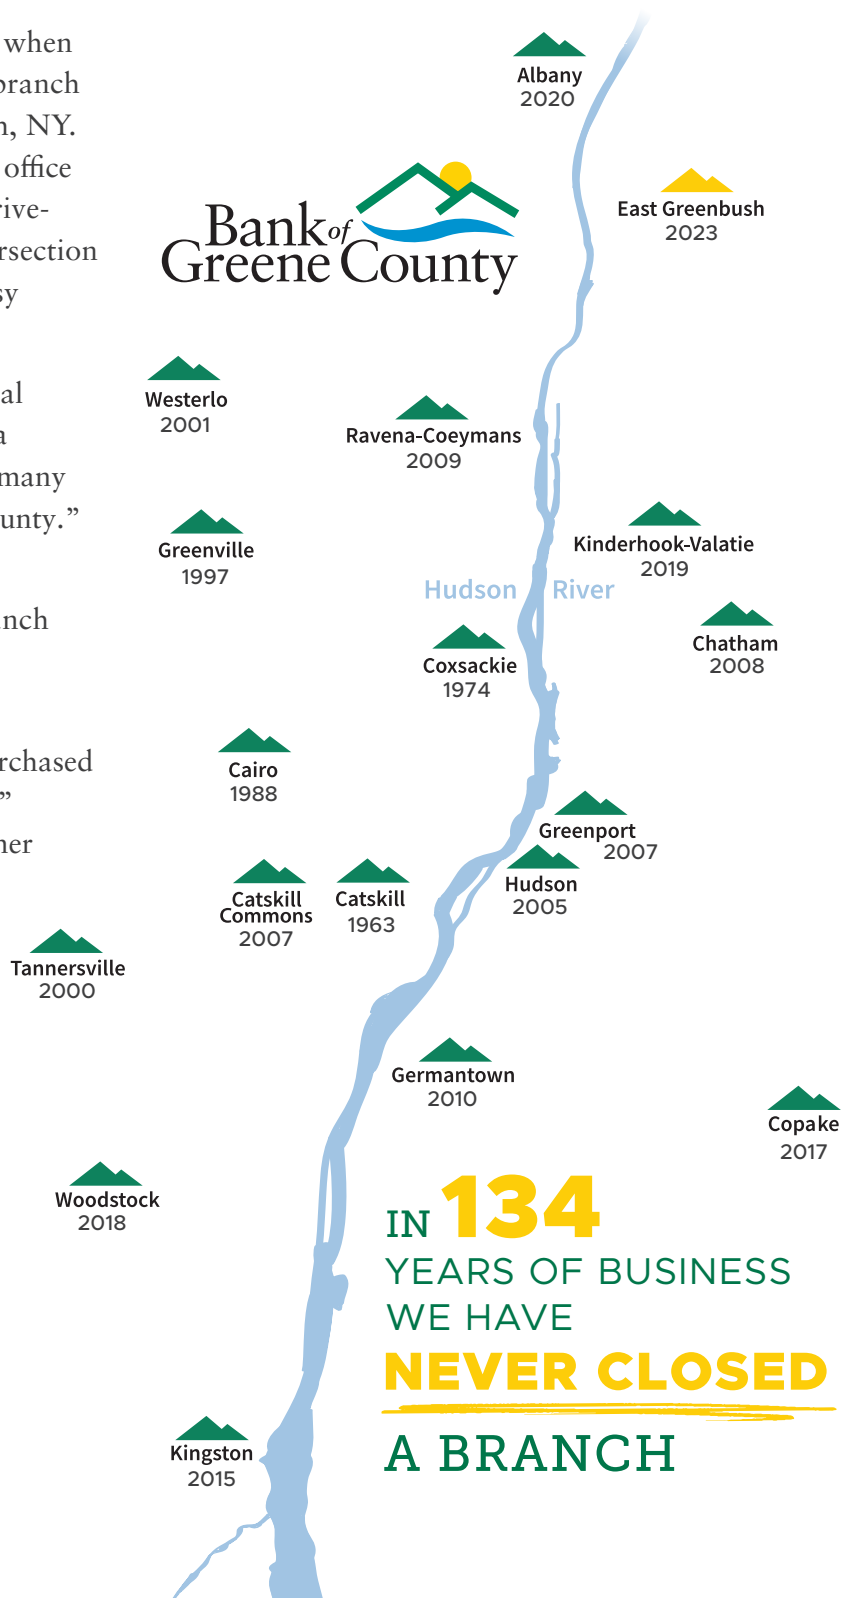 when
branch
n, NY.
office
rive-
rsection
sy
al
a
many
unty.”
nch
rchased
”
ner
Albany
2020
East Greenbush
2023
Bank of
Greene County
Westerlo
2001
Ravena-Coeymans
2009
Greenville
1997
Kinderhook-Valatie
2019
Hudson River
Chatham
2008
Coxsackie
1974
Cairo
1988
Greenport
2007
Hudson
2005
Catskill
Commons
2007
Catskill
1963
Tannersville
2000
Germantown
2010
Copake
2017
Woodstock
2018
Kingston
2015
IN 134
YEARS OF BUSINESS
WE HAVE
NEVER CLOSED
A BRANCH